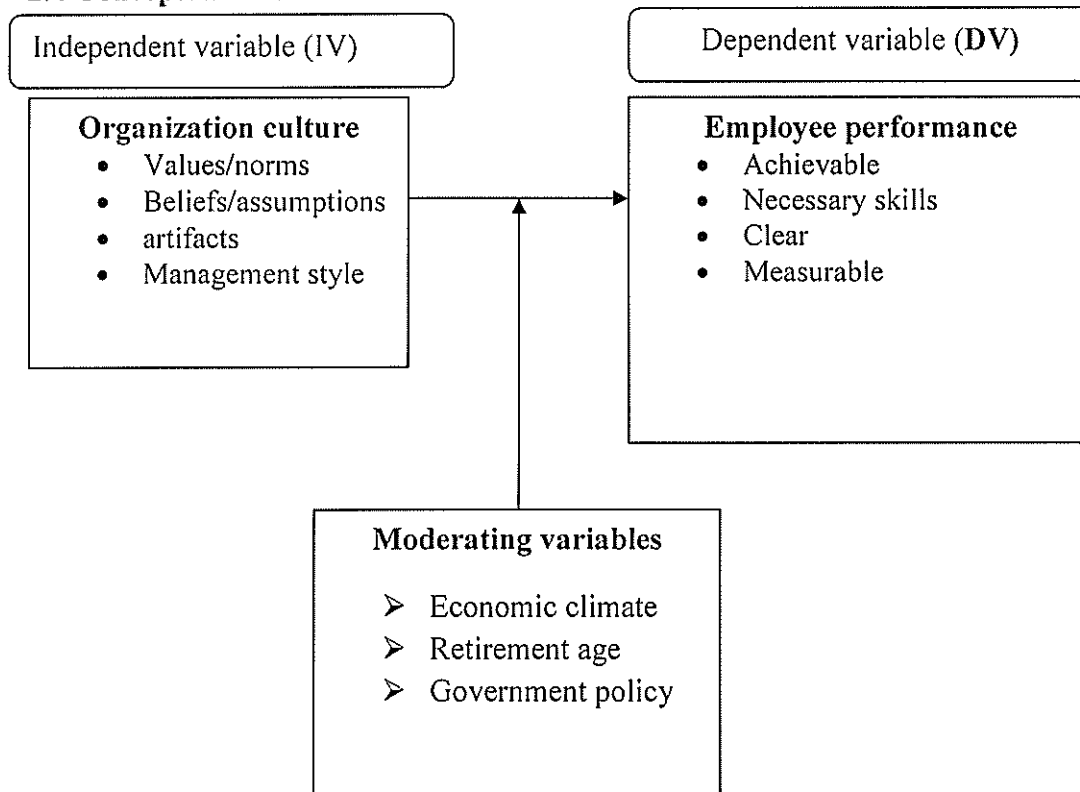 Independent variable (IV)
Dependent variable (DV)
Organization culture
• Values/norms
• Beliefs/assumptions
• artifacts
• Management style
Employee performance
• Achievable
• Necessary skills
• Clear
• Measurable
Moderating variables
➢ Economic climate
➢ Retirement age
➢ Government policy